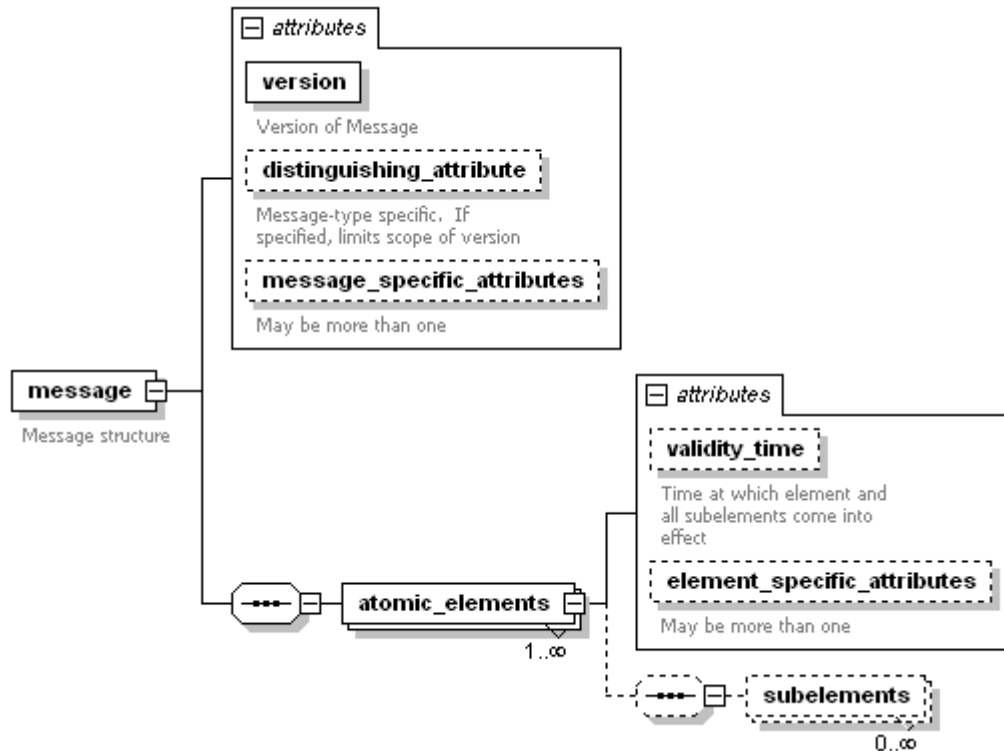 attributes
version
Version of Message
distinguishing_attribute
Message-type specific.  If
specified, limits scope of version
message_specific_attributes
May be more than one
message
Message structure
attributes
validity_time
Time at which element and
all subelements come into
effect
element_specific_attributes
May be more than one
atomic_elements
1..∞
subelements
0..∞